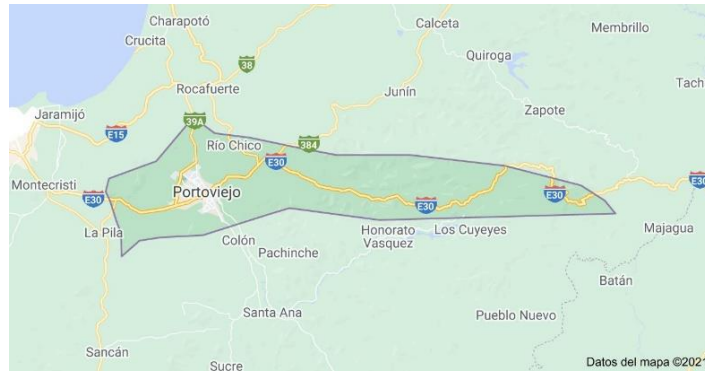 Charapotó
Crucita
38
Calceta
Membrillo
Quiroga
Rocafuerte
Junín
Tach
Jaramijó
E15
39A
Zapote
Río Chico
384
E30
Montecristi
E30
Portoviejo
E30
E30
E30
La Pila
Colón
Honorato
Vasquez
Los Cuyeyes
Majagua
Pachinche
Batán
Santa Ana
Pueblo Nuevo
Sancán
Sucre
Datos del mapa ©2021